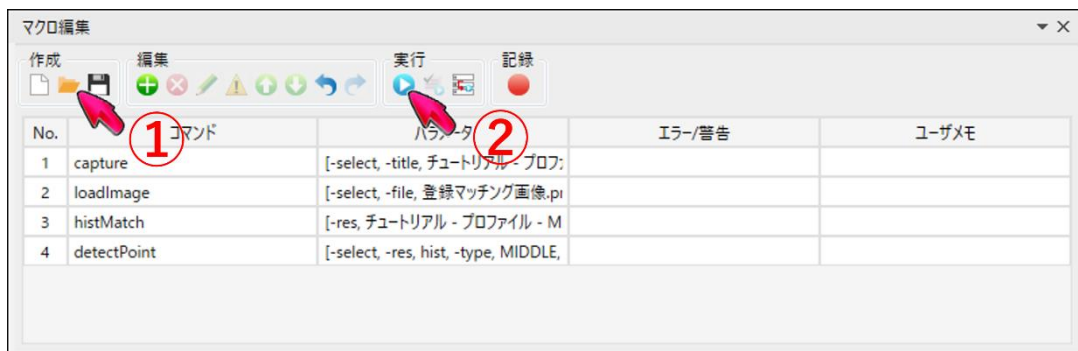 マクロ編集
作成 編集 実行 記録
① ②
No. コマンド パラメータ エラー/警告 ユーザメモ
1 capture [-select, -title, チュートリアル - プロフ
2 loadImage [-select, -file, 登録マッチング画像.pr
3 histMatch [-res, チュートリアル - プロファイル - M
4 detectPoint [-select, -res, hist, -type, MIDDLE,